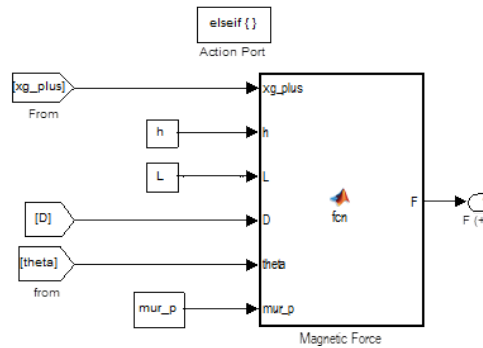 elseif { }
Action Port
[xg_plus]
From
xg_plus
h
h
L
L
fcn
F
[D]
D
F (+
[theta]
theta
from
mur_p
mur_p
Magnetic Force